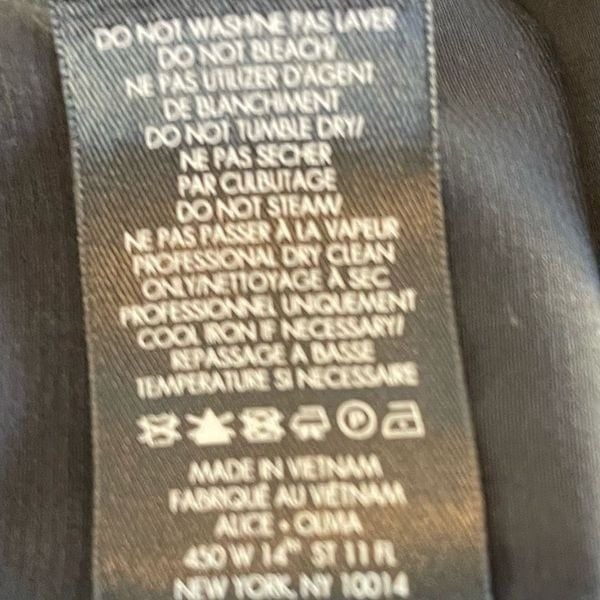 DO NOT WASH/NE PAS LAVER
DO NOT BLEACH/
NE PAS UTILIZER D'AGENT
DE BLANCHIMENT
DO NOT TUMBLE DRY/
NE PAS SECHER
PAR CULBUTAGE
DO NOT STEAM/
NE PAS PASSER À LA VAPEUR
PROFESSIONAL DRY CLEAN
ONLY/NETTOYAGE À SEC
PROFESSIONNEL UNIQUEMENT
COOL IRON IF NECESSARY/
REPASSAGE A BASSE
TEMPERATURE SI NECESSAIRE
P
MADE IN VIETNAM
FABRIQUÉ AU VIÊTNAM
ALICE + OLIVIA
450 W 14TH ST 11 FL
NEW YORK, NY 10014